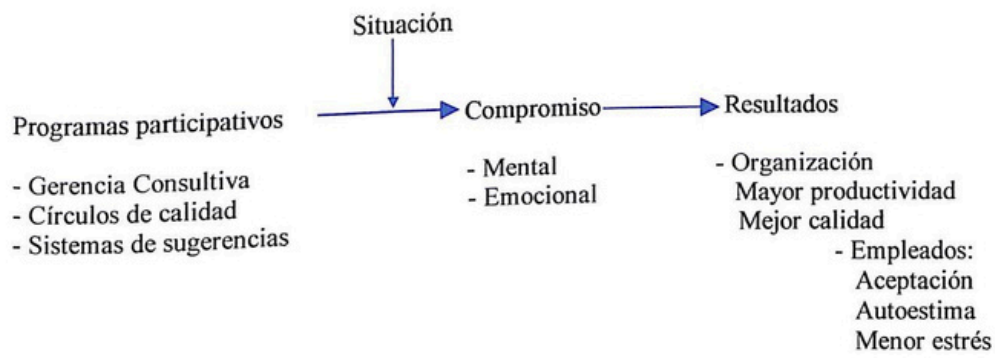 Situación
Programas participativos
- Gerencia Consultiva
- Círculos de calidad
- Sistemas de sugerencias
Compromiso
- Mental
- Emocional
Resultados
- Organización
Mayor productividad
Mejor calidad
- Empleados:
Aceptación
Autoestima
Menor estrés